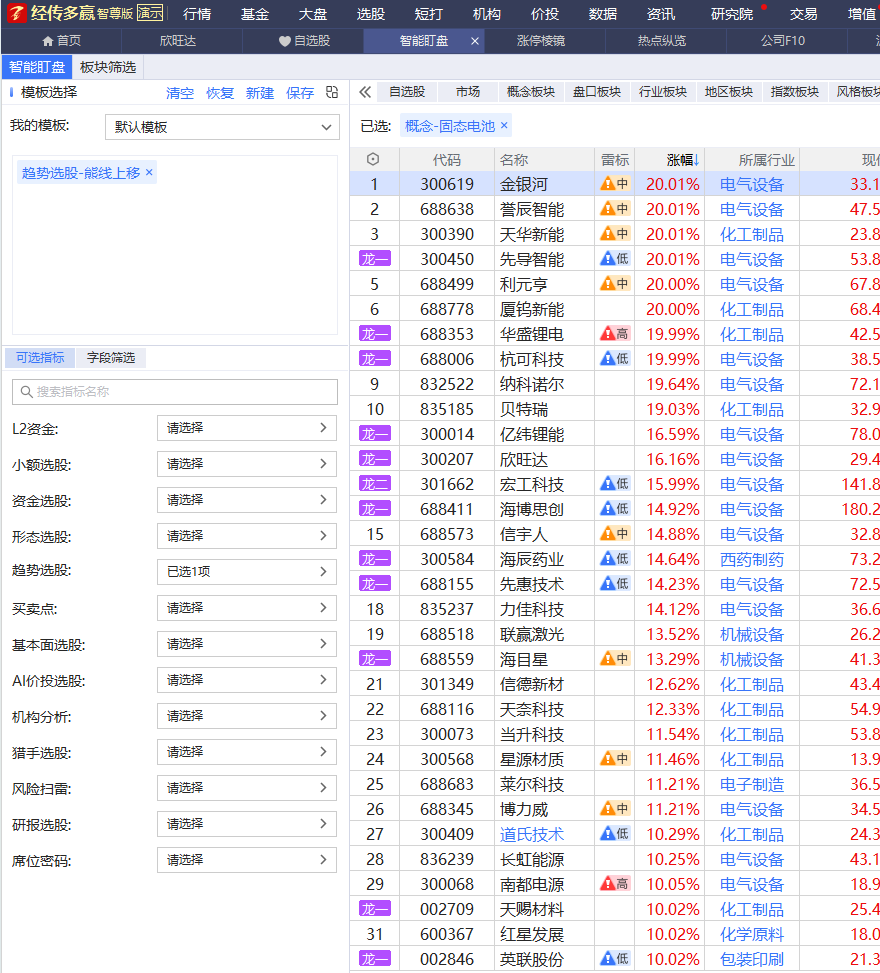 经传多赢 智尊版 演示 行情 基金 大盘 选股 短打 机构 价投 数据 资讯 研究院 交易 增值
首页 欣旺达 自选股 智能盯盘 × 涨停棱镜 热点纵览 公司F10
智能盯盘 板块筛选
模板选择 清空 恢复 新建 保存
我的模板: 默认模板
趋势选股-熊线上移 ×
可选指标 字段筛选
搜索指标名称
L2资金: 请选择
小额选股: 请选择
资金选股: 请选择
形态选股: 请选择
趋势选股: 已选1项
买卖点: 请选择
基本面选股: 请选择
AI价投选股: 请选择
机构分析: 请选择
猎手选股: 请选择
风险扫雷: 请选择
研报选股: 请选择
席位密码: 请选择
自选股 市场 概念板块 盘口板块 行业板块 地区板块 指数板块 风格板
已选: 概念-固态电池 ×
代码 名称 雷标 涨幅↓ 所属行业 现
1 300619 金银河 中 20.01% 电气设备 33.1
2 688638 誉辰智能 中 20.01% 电气设备 47.5
3 300390 天华新能 中 20.01% 化工制品 23.8
龙一 300450 先导智能 低 20.01% 电气设备 53.8
5 688499 利元亨 中 20.00% 电气设备 67.8
6 688778 厦钨新能 20.00% 化工制品 68.4
龙一 688353 华盛锂电 高 19.99% 化工制品 42.5
龙一 688006 杭可科技 低 19.99% 电气设备 38.5
9 832522 纳科诺尔 19.64% 电气设备 72.1
10 835185 贝特瑞 19.03% 化工制品 32.9
龙一 300014 亿纬锂能 16.59% 电气设备 78.0
龙一 300207 欣旺达 16.16% 电气设备 29.4
龙二 301662 宏工科技 低 15.99% 电气设备 141.8
龙一 688411 海博思创 低 14.92% 电气设备 180.2
15 688573 信宇人 中 14.88% 电气设备 32.8
龙一 300584 海辰药业 低 14.64% 西药制药 73.2
龙一 688155 先惠技术 低 14.23% 电气设备 72.5
18 835237 力佳科技 14.12% 电气设备 36.6
19 688518 联赢激光 13.52% 机械设备 26.2
龙一 688559 海目星 中 13.29% 机械设备 41.3
21 301349 信德新材 12.62% 化工制品 43.4
22 688116 天奈科技 12.33% 化工制品 54.9
23 300073 当升科技 11.54% 化工制品 53.8
24 300568 星源材质 中 11.46% 化工制品 13.9
25 688683 莱尔科技 11.21% 电子制造 36.5
26 688345 博力威 中 11.21% 电气设备 34.5
27 300409 道氏技术 低 10.29% 化工制品 24.3
28 836239 长虹能源 10.25% 电气设备 43.1
29 300068 南都电源 高 10.05% 电气设备 18.9
龙一 002709 天赐材料 10.02% 化工制品 25.4
31 600367 红星发展 10.02% 化学原料 18.0
龙一 002846 英联股份 低 10.02% 包装印刷 21.3